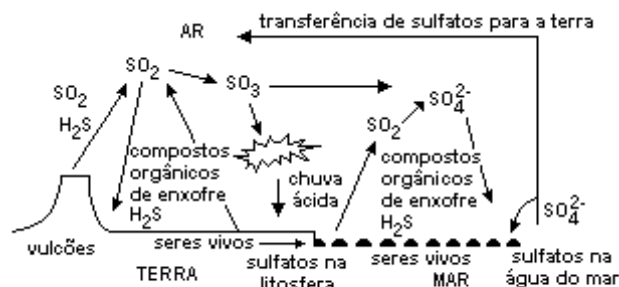 transferência de sulfatos para a terra
AR
SO2
SO3
SO2
H2S
SO2
SO4 2-
compostos
orgânicos
de enxofre
H2S
chuva
ácida
compostos
orgânicos
de enxofre
H2S
SO4 2-
vulcões
seres vivos
sulfatos na
litosfera
seres vivos
sulfatos na
água do mar
TERRA
MAR